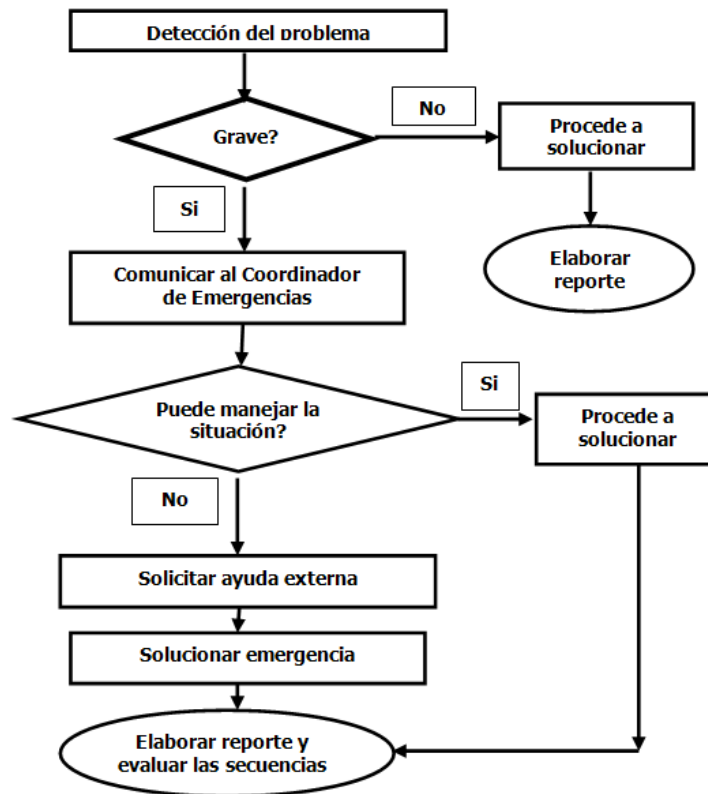 Detección del problema
Grave?
No
Procede a
solucionar
Si
Elaborar
reporte
Comunicar al Coordinador
de Emergencias
Puede manejar la
situación?
Si
Procede a
solucionar
No
Solicitar ayuda externa
Solucionar emergencia
Elaborar reporte y
evaluar las secuencias